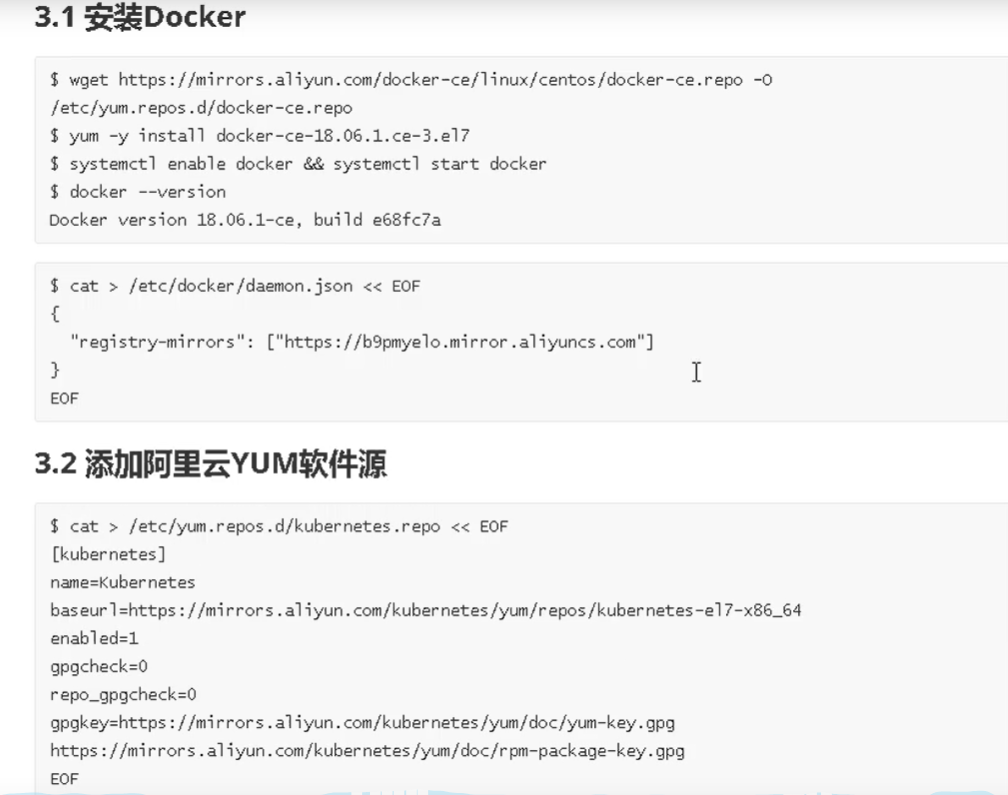 3.1 安装Docker
$ wget https://mirrors.aliyun.com/docker-ce/linux/centos/docker-ce.repo -O
/etc/yum.repos.d/docker-ce.repo
$ yum -y install docker-ce-18.06.1.ce-3.el7
$ systemctl enable docker && systemctl start docker
$ docker --version
Docker version 18.06.1-ce, build e68fc7a
$ cat > /etc/docker/daemon.json << EOF
{
  "registry-mirrors": ["https://b9pmyelo.mirror.aliyuncs.com"]
}
EOF
3.2 添加阿里云YUM软件源
$ cat > /etc/yum.repos.d/kubernetes.repo << EOF
[kubernetes]
name=Kubernetes
baseurl=https://mirrors.aliyun.com/kubernetes/yum/repos/kubernetes-el7-x86_64
enabled=1
gpgcheck=0
repo_gpgcheck=0
gpgkey=https://mirrors.aliyun.com/kubernetes/yum/doc/yum-key.gpg
https://mirrors.aliyun.com/kubernetes/yum/doc/rpm-package-key.gpg
EOF